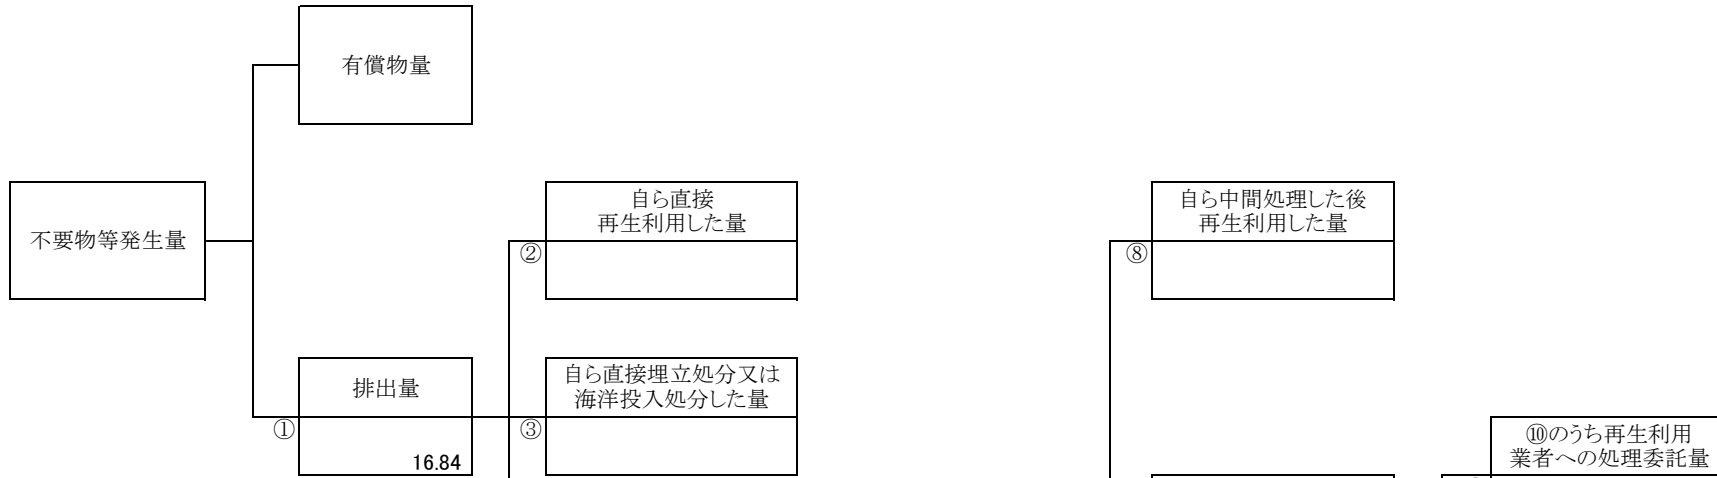 有償物量
不要物等発生量
自ら直接
再生利用した量
②
自ら中間処理した後
再生利用した量
⑧
排出量
①
16.84
自ら直接埋立処分又は
海洋投入処分した量
③
⑩のうち再生利用
業者への処理委託量